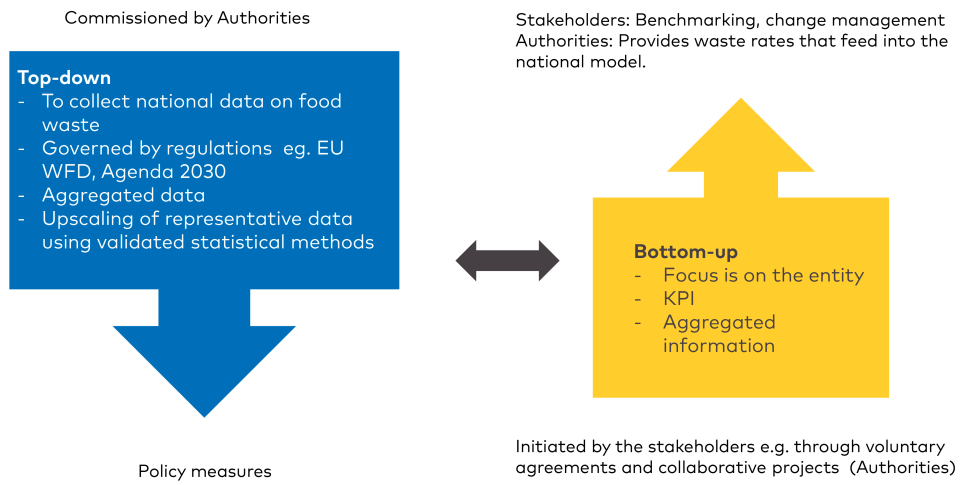 Commissioned by Authorities
Top-down
- To collect national data on food
waste
- Governed by regulations eg. EU
WFD, Agenda 2030
- Aggregated data
- Upscaling of representative data
using validated statistical methods
Policy measures
Stakeholders: Benchmarking, change management
Authorities: Provides waste rates that feed into the
national model.
Bottom-up
- Focus is on the entity
- KPI
- Aggregated
information
Initiated by the stakeholders e.g. through voluntary
agreements and collaborative projects (Authorities)